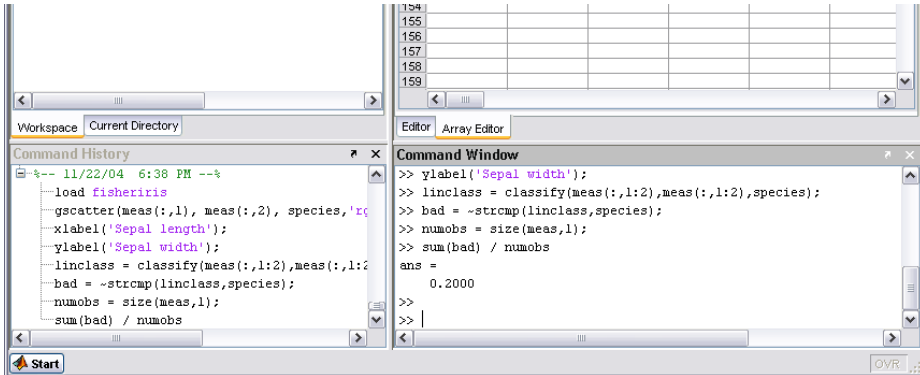 154
155
156
157
158
159
Workspace Current Directory
Editor Array Editor
Command History
%-- 11/22/04 6:38 PM --%
load fisheriris
gscatter(meas(:,1), meas(:,2), species,'rg
xlabel('Sepal length');
ylabel('Sepal width');
linclass = classify(meas(:,1:2),meas(:,1:2
bad = ~strcmp(linclass,species);
numobs = size(meas,1);
sum(bad) / numobs
Command Window
>> ylabel('Sepal width');
>> linclass = classify(meas(:,1:2),meas(:,1:2),species);
>> bad = ~strcmp(linclass,species);
>> numobs = size(meas,1);
>> sum(bad) / numobs
ans =
0.2000
>>
>>
Start
OVR